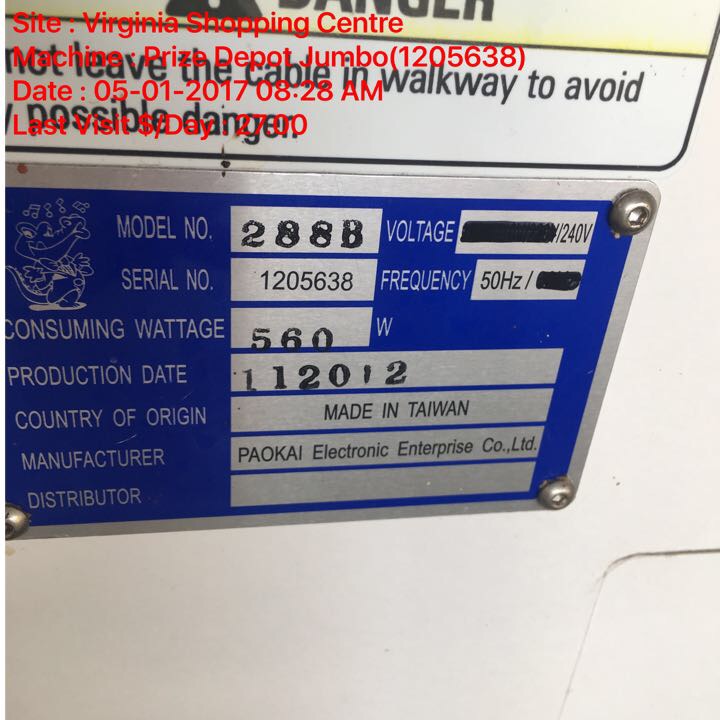 DANGER
Site : Virginia Shopping Centre
Machine : Prize Depot Jumbo(1205638)
not leave the cable in walkway to avoid
Date : 05-01-2017 08:28 AM
possible danger.
Last Visit $/Day : 27.00
MODEL NO. 288B VOLTAGE /240V
SERIAL NO. 1205638 FREQUENCY 50Hz /
CONSUMING WATTAGE 560 W
PRODUCTION DATE 112012
COUNTRY OF ORIGIN MADE IN TAIWAN
MANUFACTURER PAOKAI Electronic Enterprise Co.,Ltd.
DISTRIBUTOR